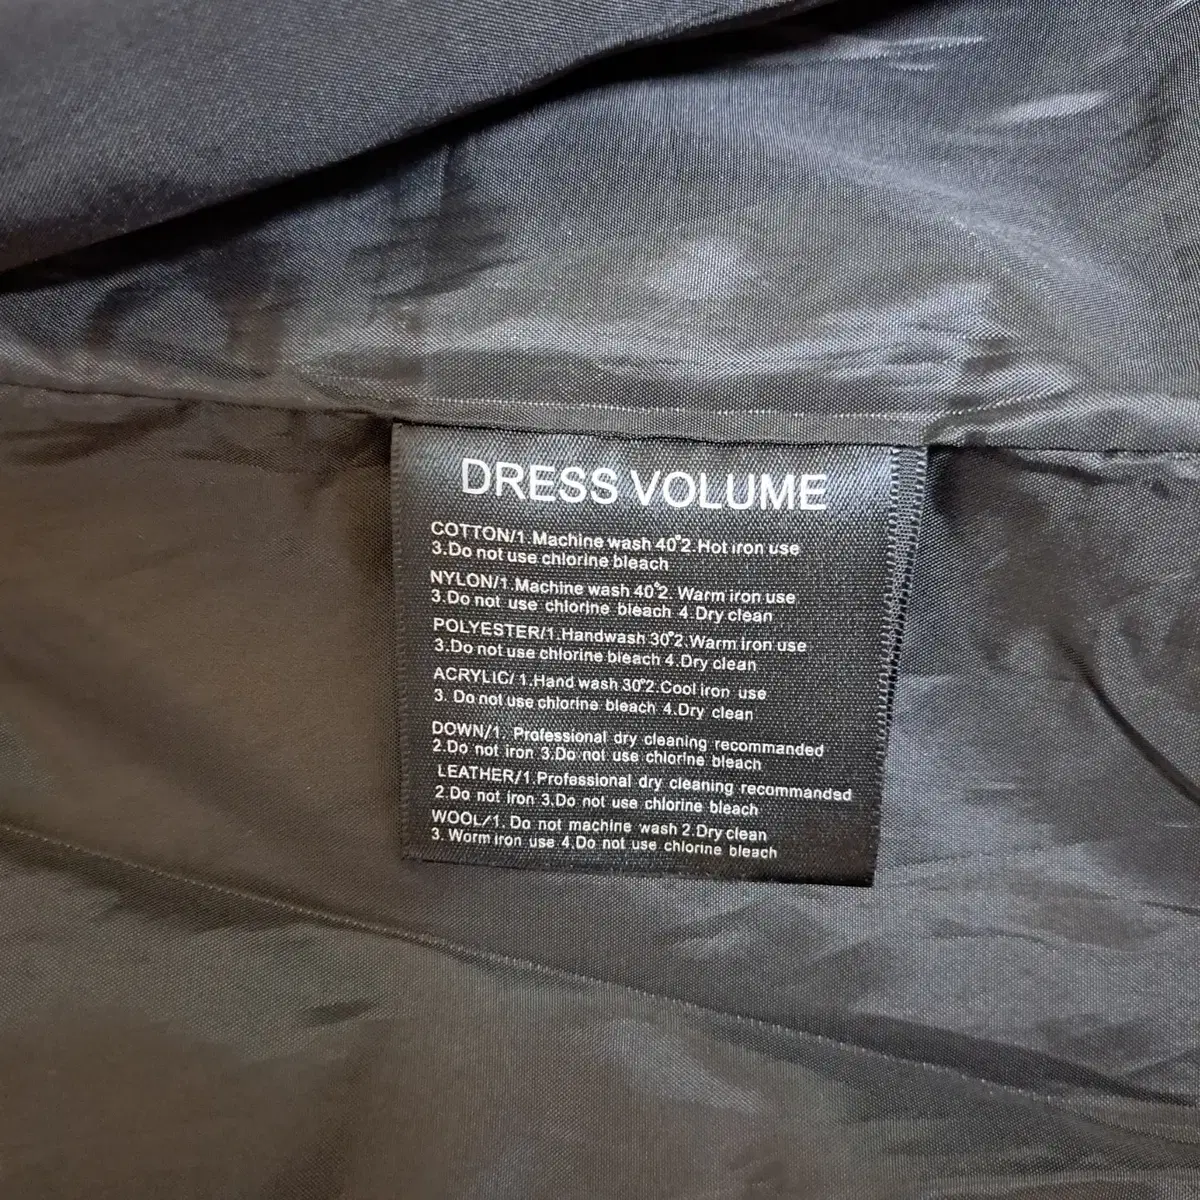 DRESS VOLUME
COTTON/1.Machine wash 40°2.Hot iron use
3.Do not use chlorine bleach
NYLON/1.Machine wash 40°2. Warm iron use
3.Do not use chlorine bleach 4.Dry clean
POLYESTER/1.Handwash 30°2.Warm iron use
3.Do not use chlorine bleach 4.Dry clean
ACRYLIC/ 1.Hand wash 30°2.Cool iron use
3. Do not use chlorine bleach 4.Dry clean
DOWN/1. Professional dry cleaning recommanded
2.Do not iron 3.Do not use chlorine bleach
LEATHER/1.Professional dry cleaning recommandsd
2.Do not iron 3.Do not use chlorine bleach
WOOL/1. Do not machine wash 2.Dry clean
3. Worm iron use 4.Do not use chlorine bleach